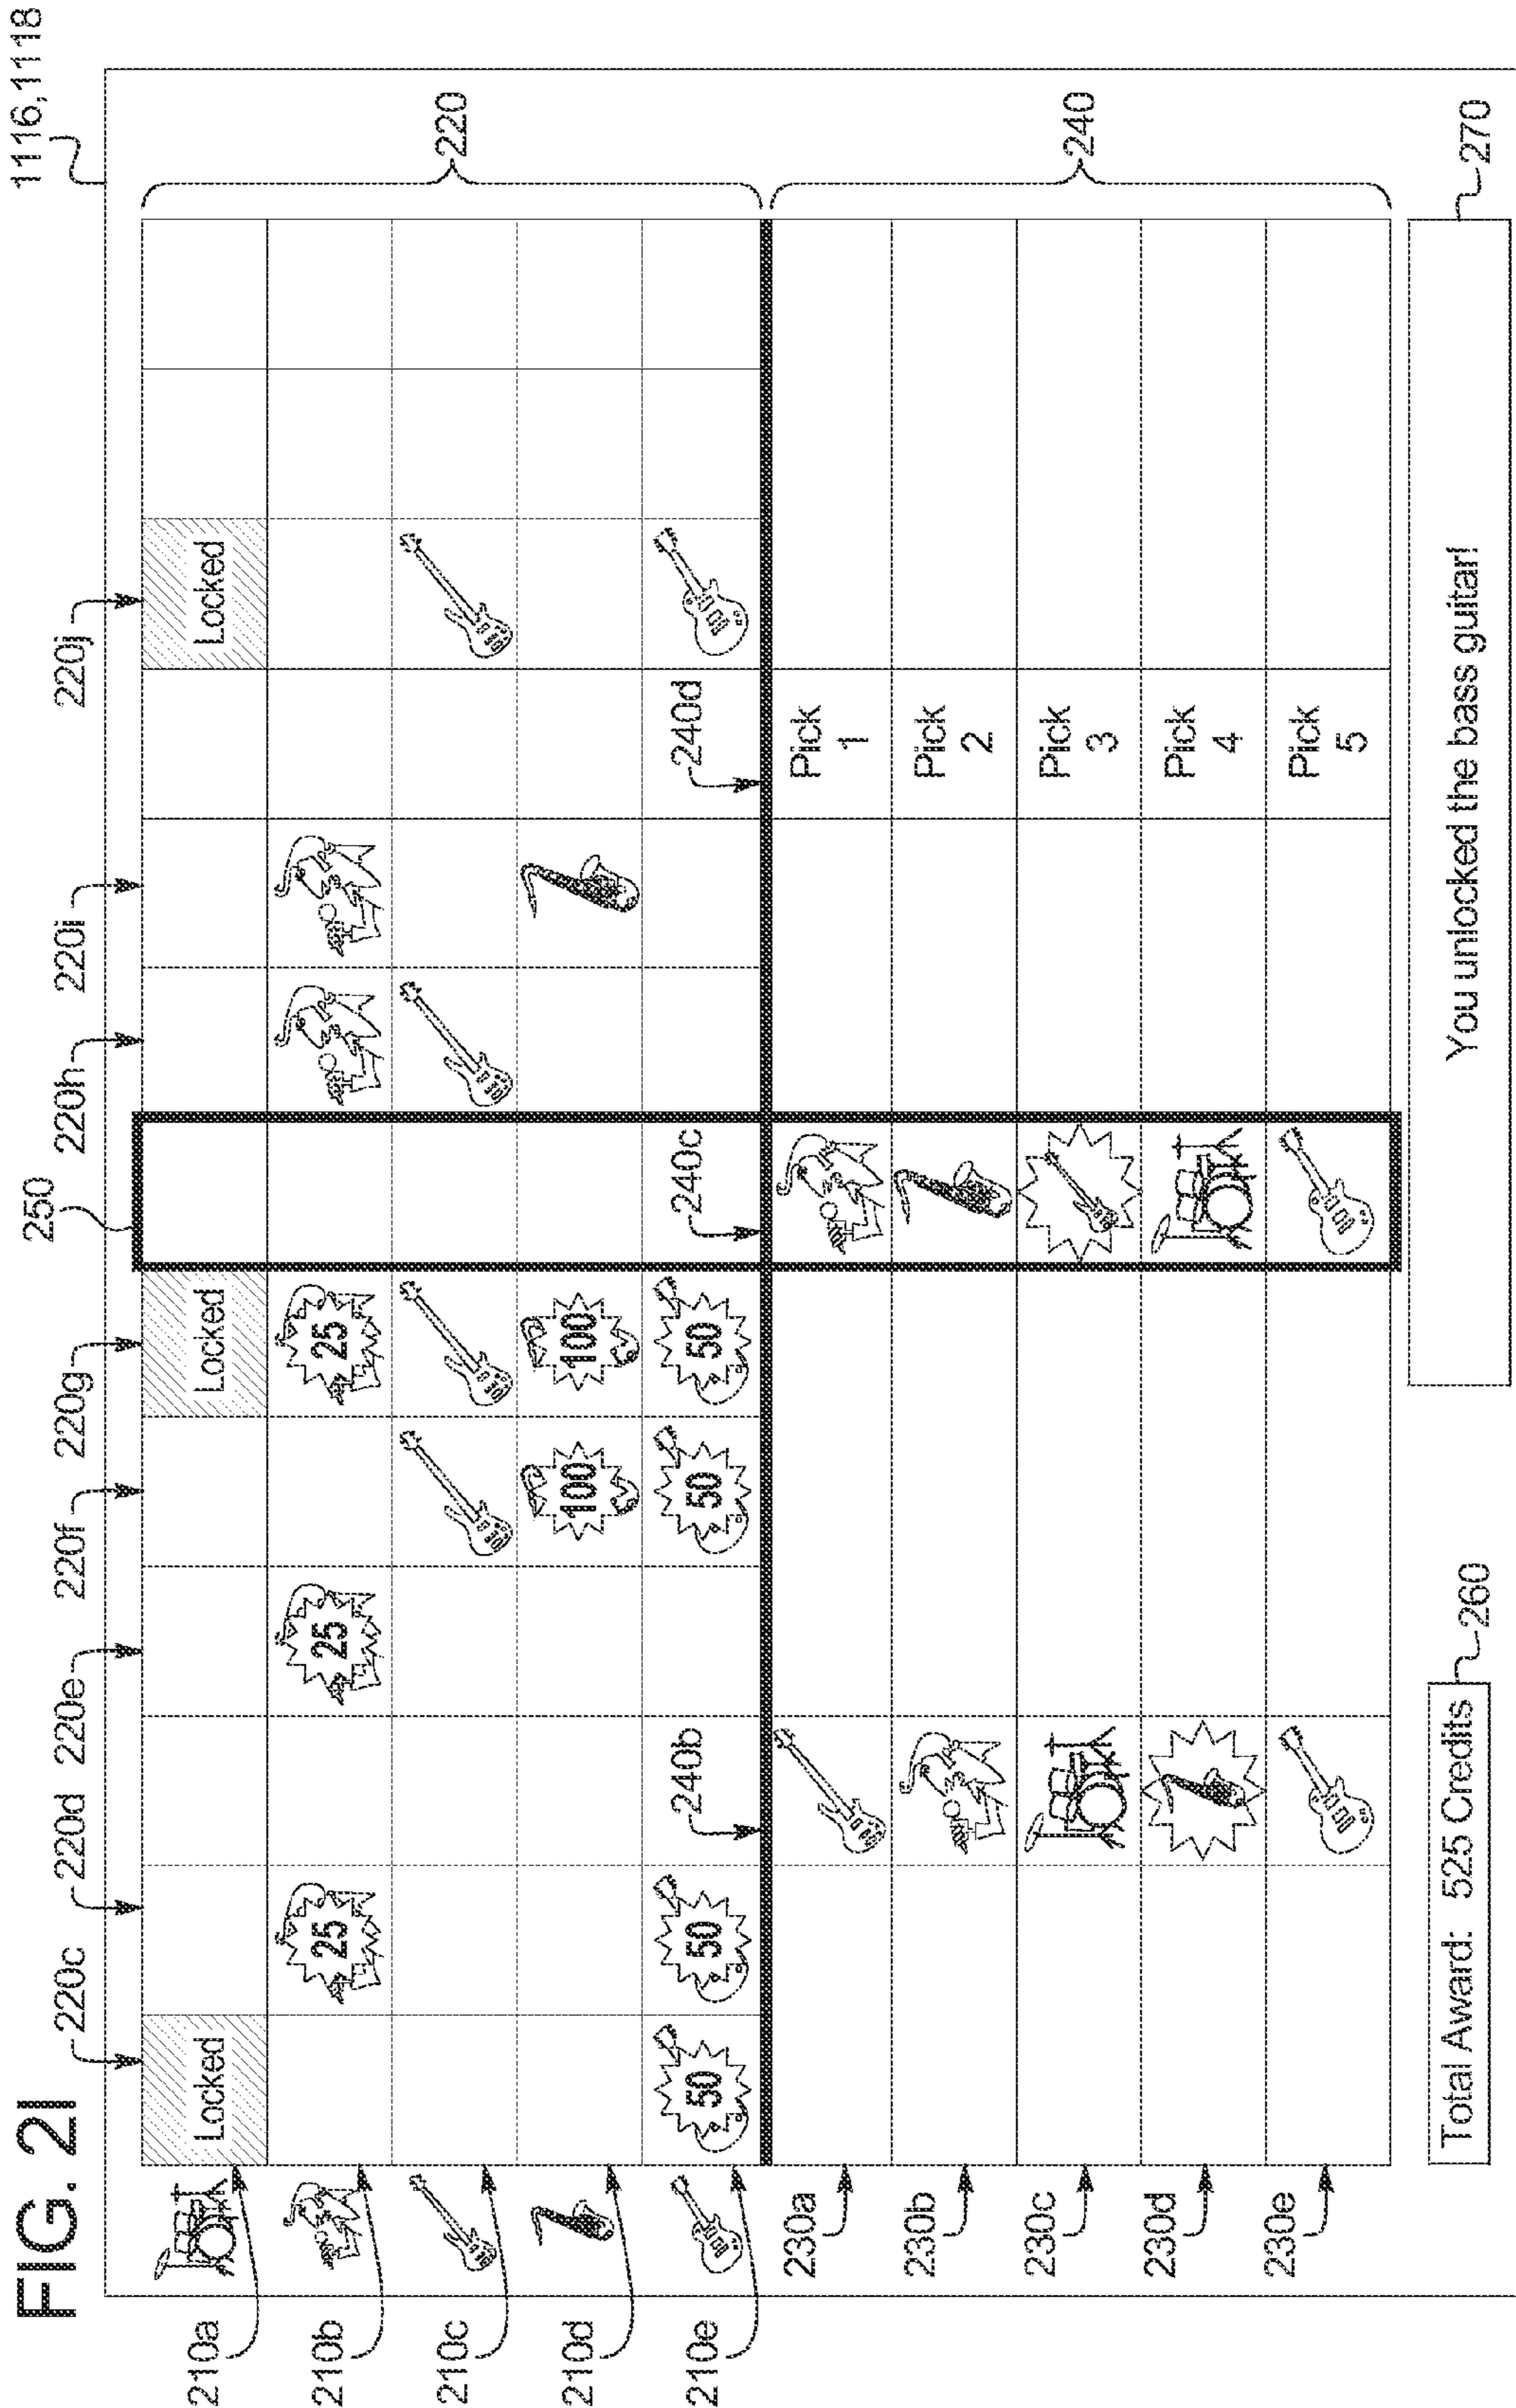 FIG. 2I
1116,1118
250
220c
220d
220e
220f
220g
220h
220i
220j
210a
Locked
Locked
Locked
220
210b
25
25
25
210c
210d
100
100
210e
50
50
50
50
240b
240c
240d
230a
Pick
1
240
230b
Pick
2
230c
Pick
3
230d
Pick
4
230e
Pick
5
Total Award: 525 Credits
260
You unlocked the bass guitar!
270